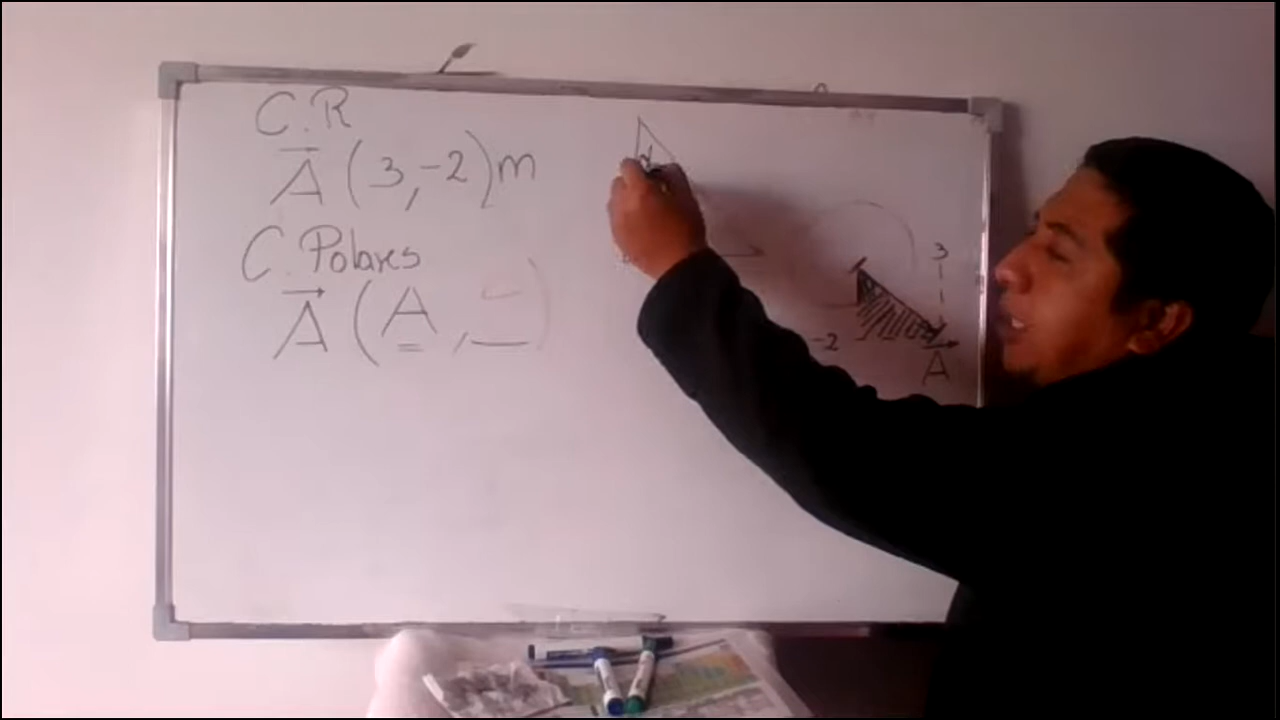 C.R
A (3,-2)m
C. Polares
A (A , _)
3
-2
A